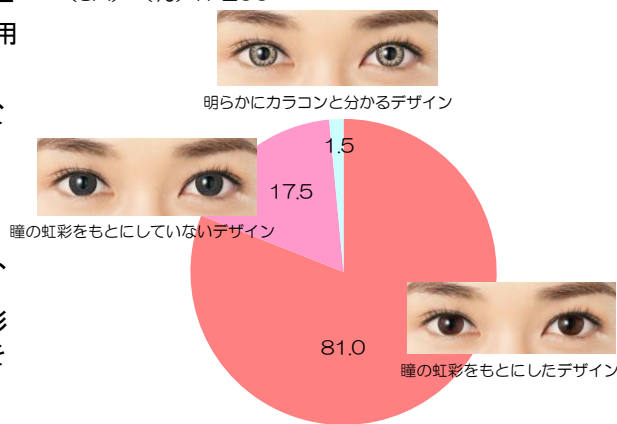 用
明らかにカラコンと分かるデザイン
1.5
17.5
瞳の虹彩をもとにしていないデザイン
81.0
瞳の虹彩をもとにしたデザイン